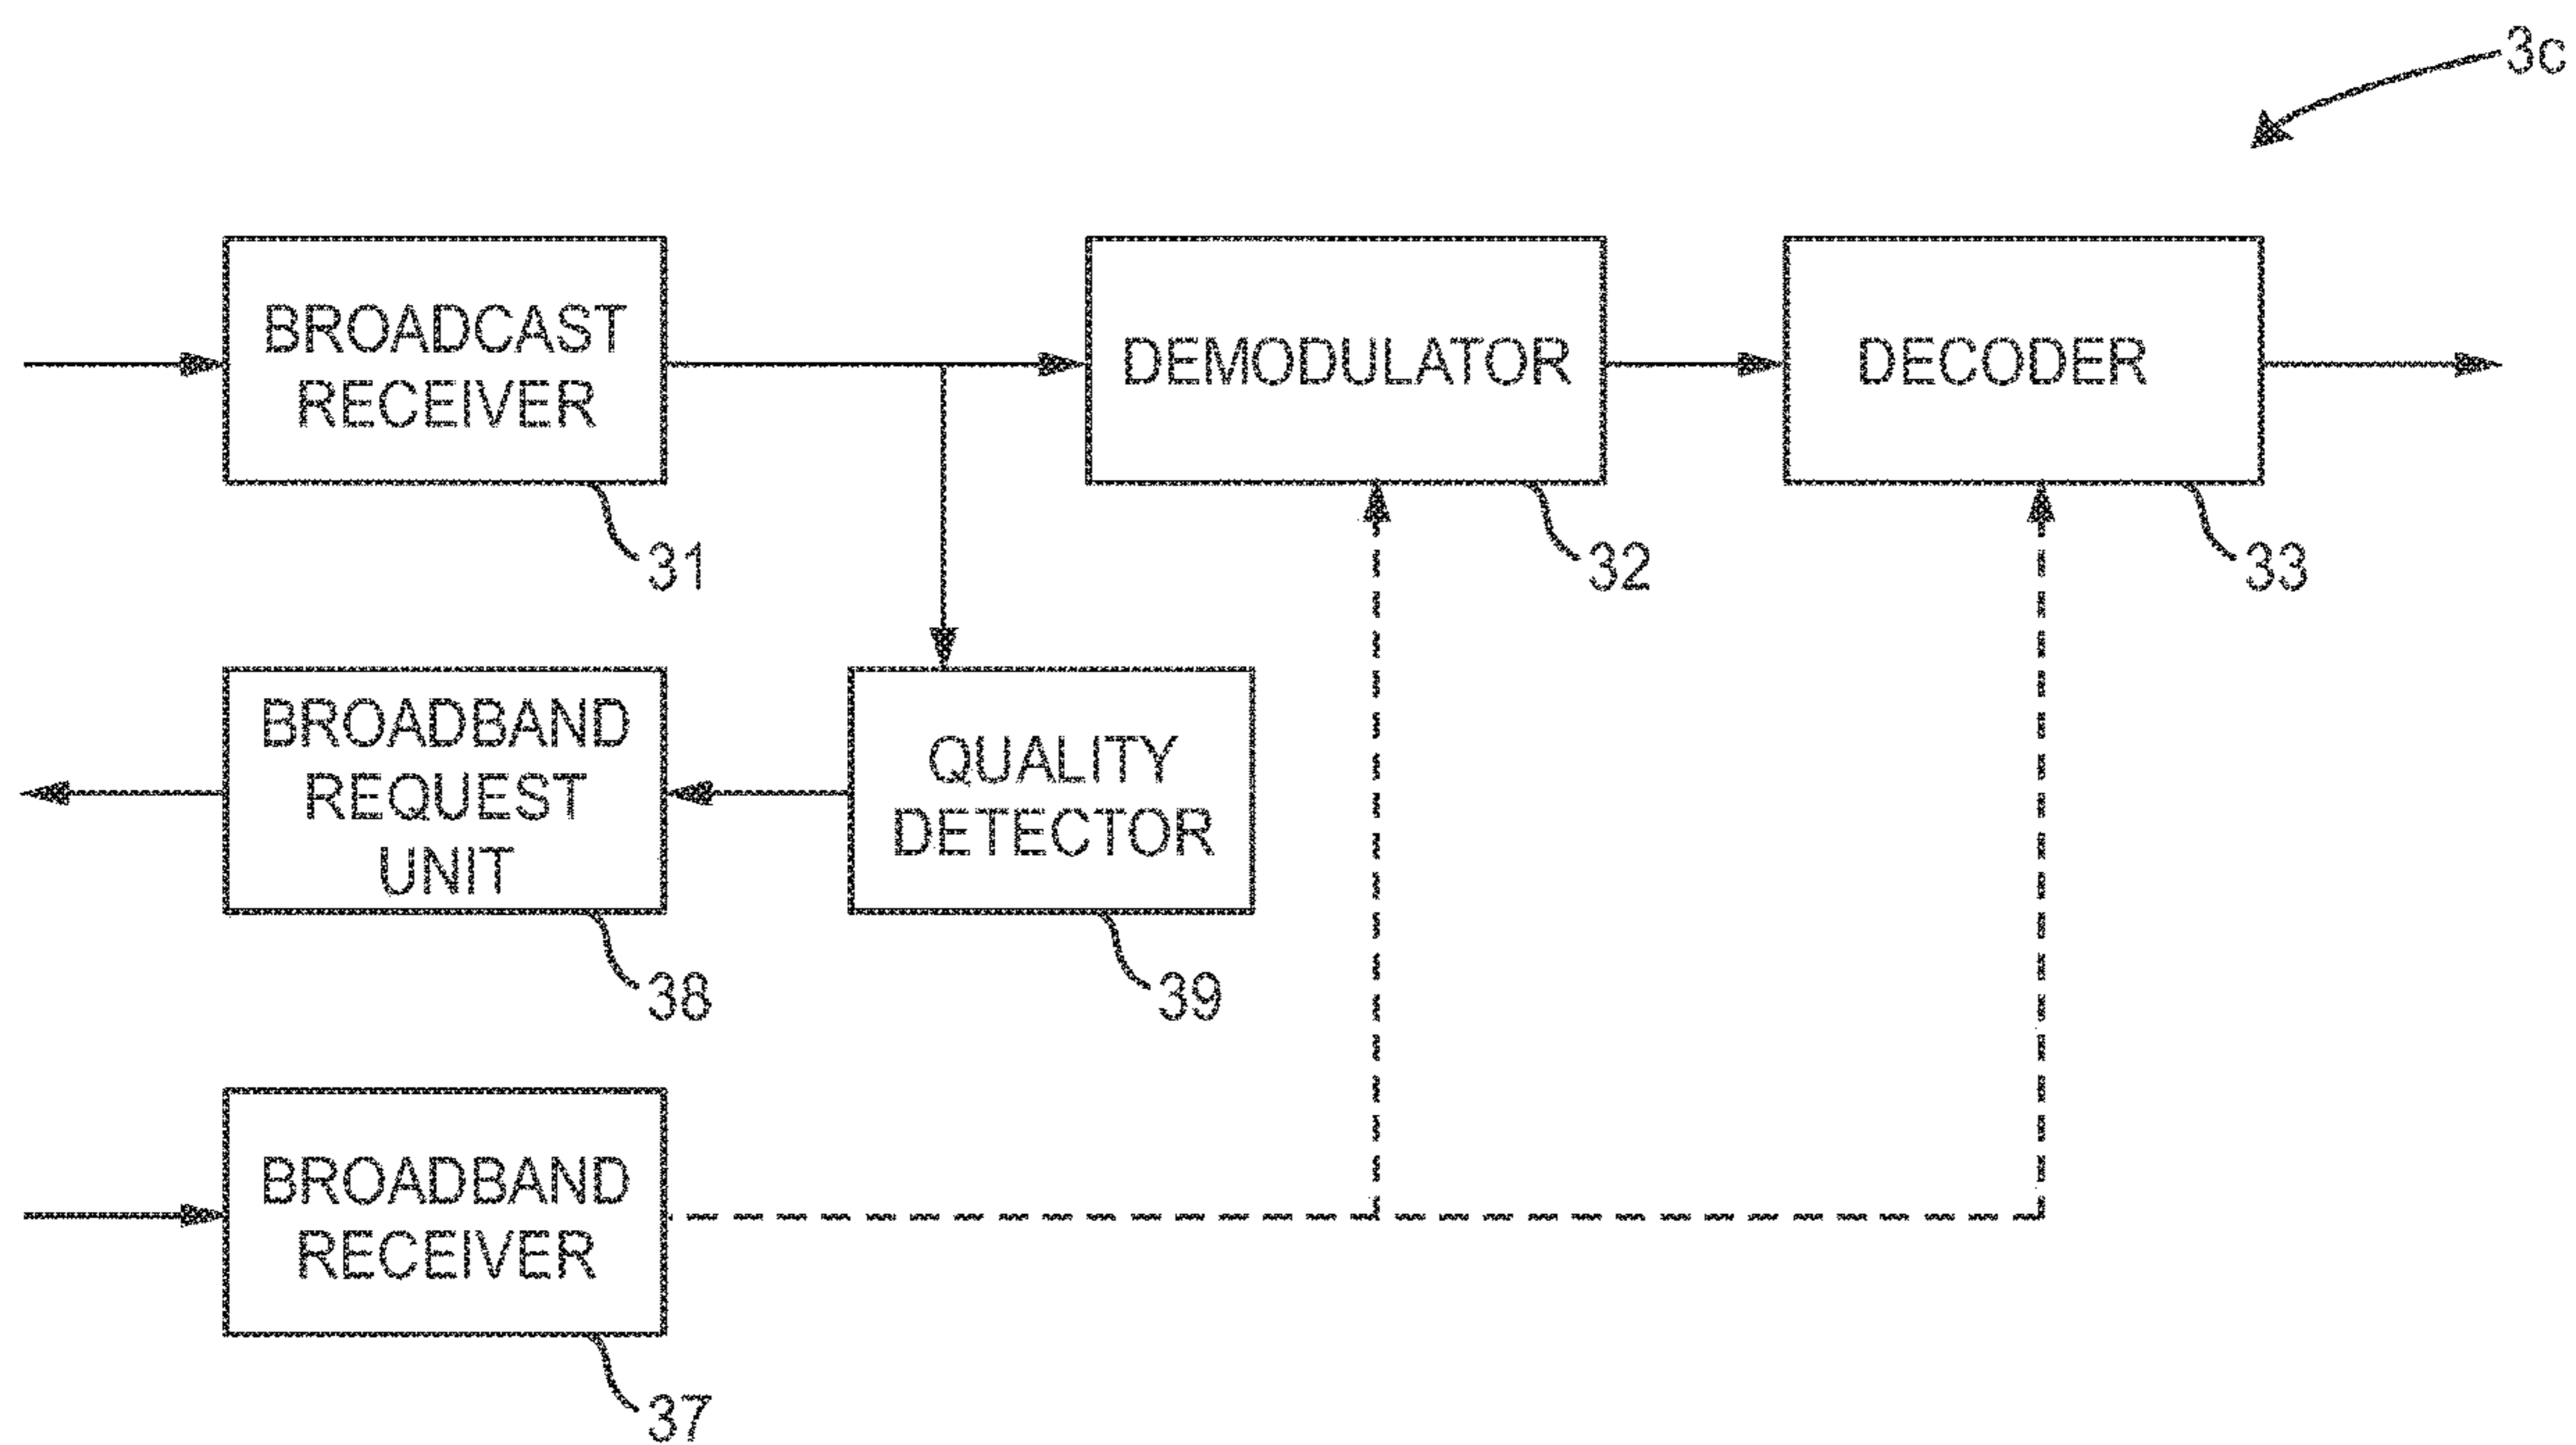 3c
BROADCAST
RECEIVER
31
DEMODULATOR
32
DECODER
33
BROADBAND
REQUEST
UNIT
38
QUALITY
DETECTOR
39
BROADBAND
RECEIVER
37